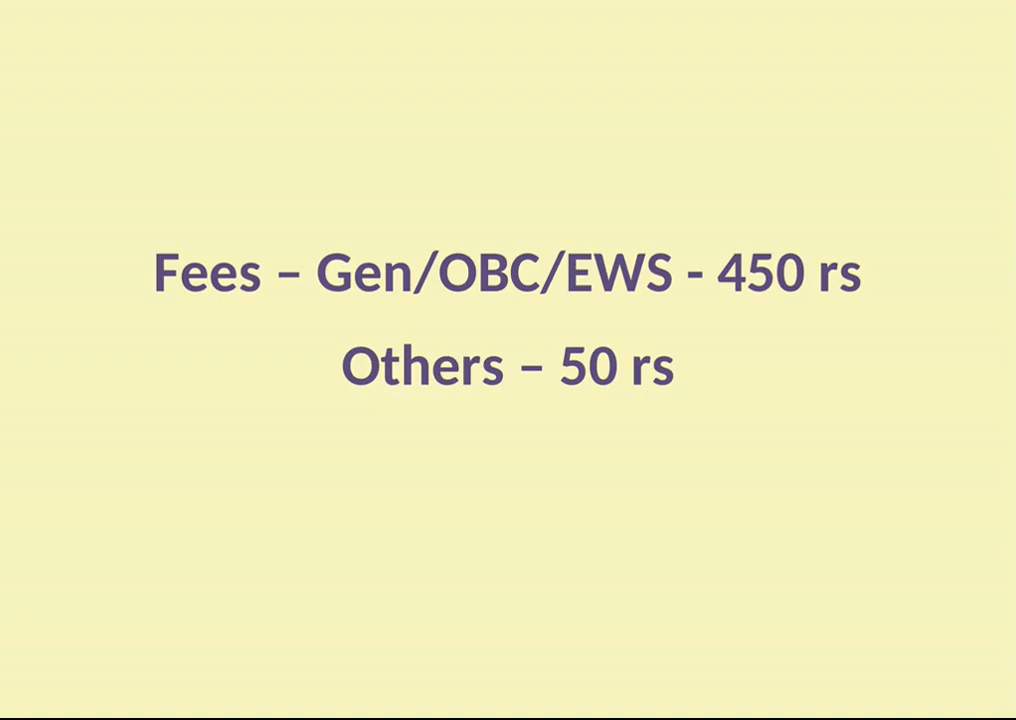 Fees – Gen/OBC/EWS - 450 rs
Others – 50 rs